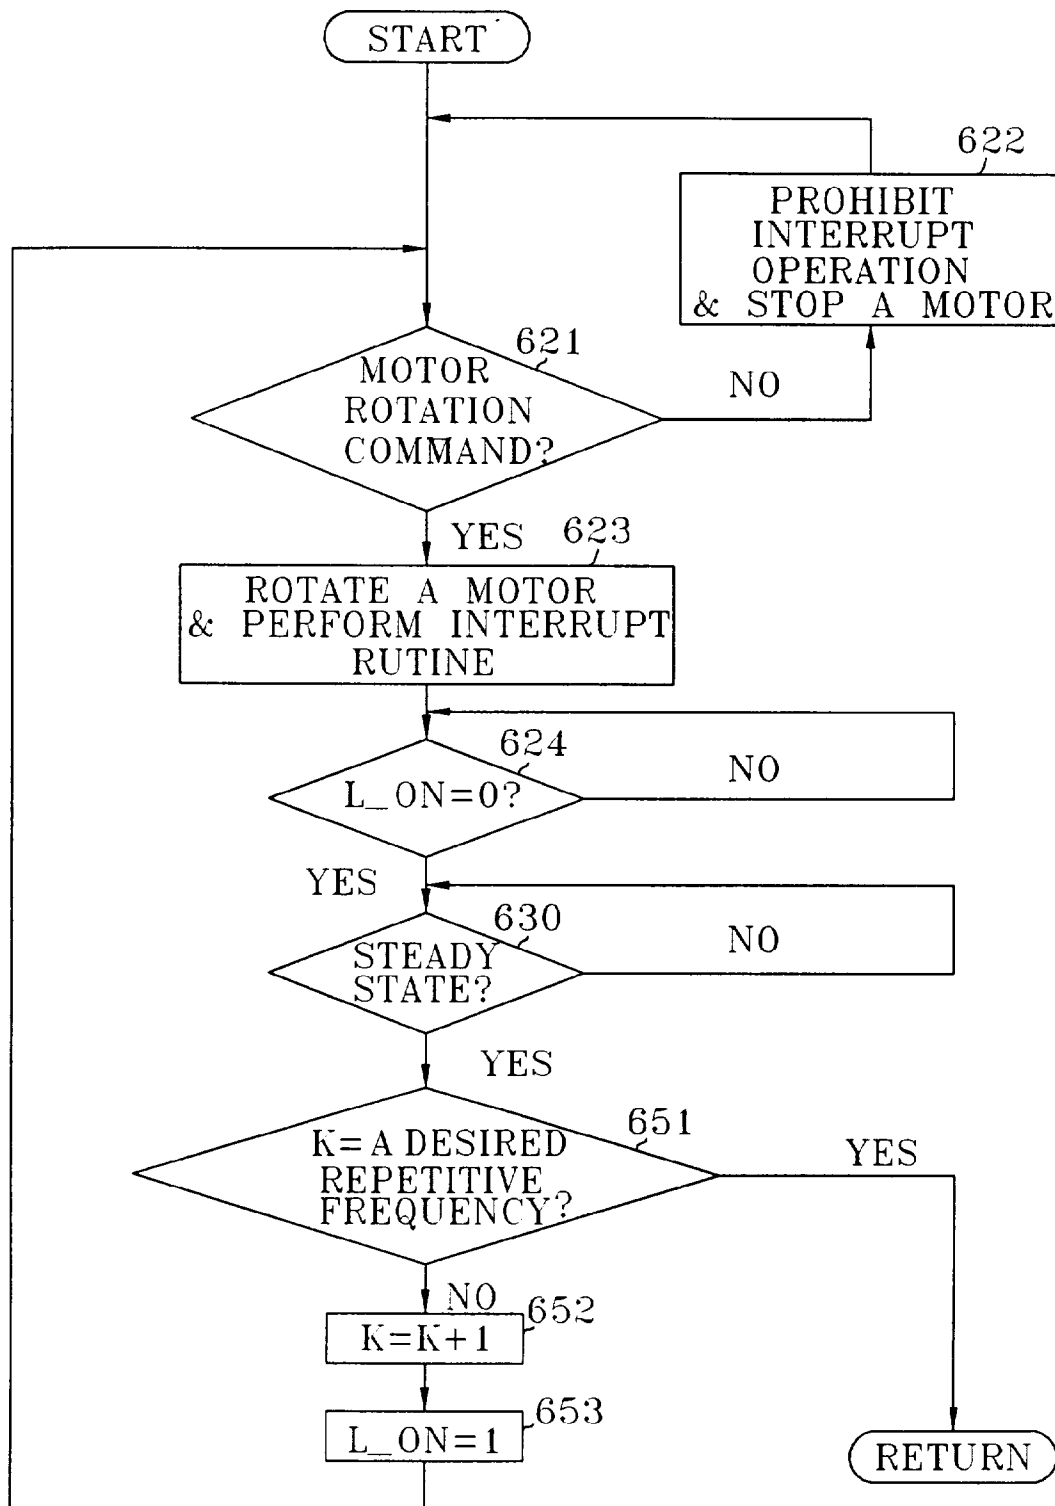 START
622
PROHIBIT
INTERRUPT
OPERATION
& STOP A MOTOR
621
MOTOR
ROTATION
COMMAND?
NO
YES
623
ROTATE A MOTOR
& PERFORM INTERRUPT
RUTINE
624
L_ON=0?
NO
YES
630
STEADY
STATE?
NO
YES
651
K=A DESIRED
REPETITIVE
FREQUENCY?
YES
NO
652
K=K+1
653
L_ON=1
RETURN